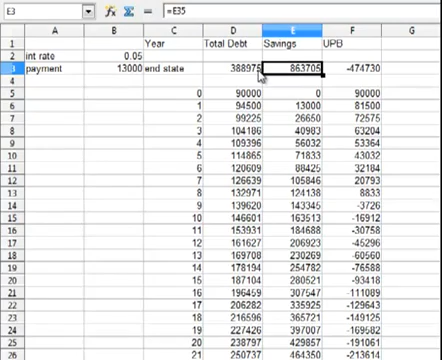 E3 =E35
A B C D E F G
1 Year Total Debt Savings UPB
2 int rate 0.05
3 payment 13000 end state 388975 863705 -474730
4
5 0 90000 0 90000
6 1 94500 13000 81500
7 2 99225 26650 72575
8 3 104186 40983 63204
9 4 109396 56032 53364
10 5 114865 71833 43032
11 6 120609 88425 32184
12 7 126639 105846 20793
13 8 132971 124138 8833
14 9 139620 143345 -3726
15 10 146601 163513 -16912
16 11 153931 184688 -30758
17 12 161627 206923 -45296
18 13 169708 230269 -60560
19 14 178194 254782 -76588
20 15 187104 280521 -93418
21 16 196459 307547 -111089
22 17 206282 335925 -129643
23 18 216596 365721 -149125
24 19 227426 397007 -169582
25 20 238797 429857 -191061
26 21 250737 464350 -213614